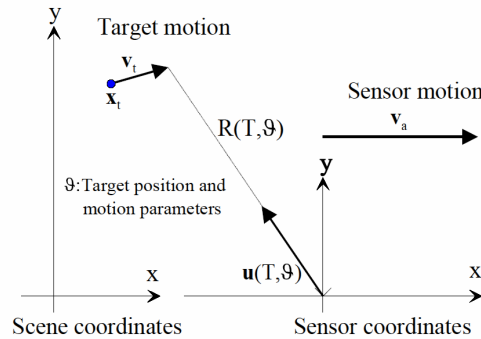 y
Target motion
v_t
x_t
Sensor motion
v_a
R(T,ϑ)
y
ϑ:Target position and
motion parameters
u(T,ϑ)
x
x
Scene coordinates
Sensor coordinates